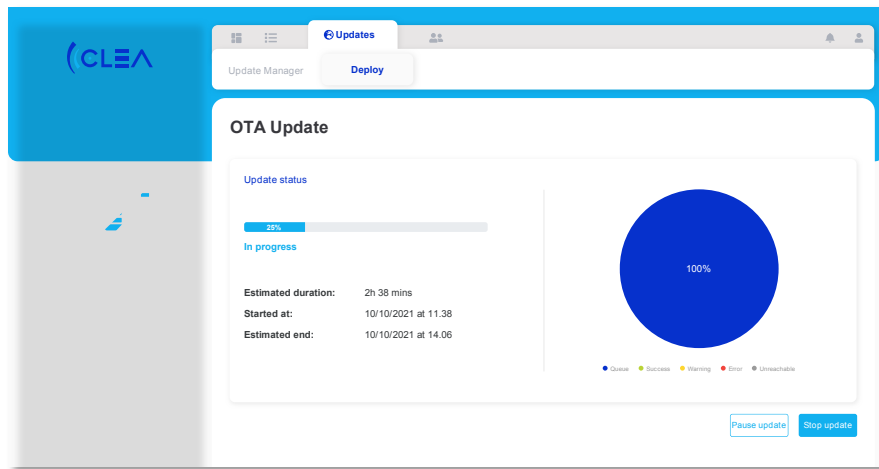 CLEA
Updates
Update Manager
Deploy
OTA Update
Update status
25%
In progress
Estimated duration: 2h 38 mins
Started at: 10/10/2021 at 11.38
Estimated end: 10/10/2021 at 14.06
100%
Queue Success Warning Error Unreachable
Pause update Stop update